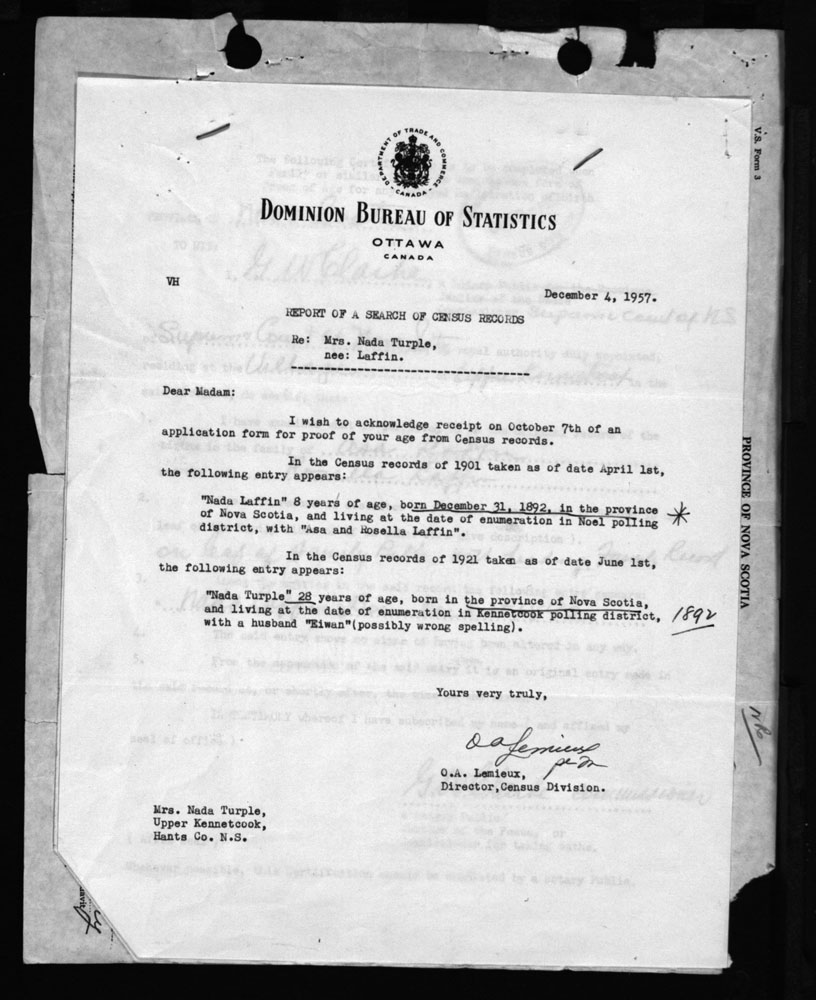 DEPARTMENT OF TRADE AND COMMERCE
CANADA
DOMINION BUREAU OF STATISTICS
OTTAWA
CANADA
V.S. Form 3
VH
December 4, 1957.
REPORT OF A SEARCH OF CENSUS RECORDS
Re: Mrs. Nada Turple,
nee: Laffin.
Dear Madam:
I wish to acknowledge receipt on October 7th of an
application form for proof of your age from Census records.
In the Census records of 1901 taken as of date April 1st,
the following entry appears:
"Nada Laffin" 8 years of age, born December 31, 1892, in the province
of Nova Scotia, and living at the date of enumeration in Noel polling
district, with "Asa and Rosella Laffin".
PROVINCE OF NOVA SCOTIA
In the Census records of 1921 taken as of date June 1st,
the following entry appears:
"Nada Turple" 28 years of age, born in the province of Nova Scotia,
and living at the date of enumeration in Kennetcook polling district,
with a husband "Eiwan"(possibly wrong spelling).
1892
Yours very truly,
O A Lemieux
O.A. Lemieux,
Director,Census Division.
Mrs. Nada Turple,
Upper Kennetcook,
Hants Co. N.S.